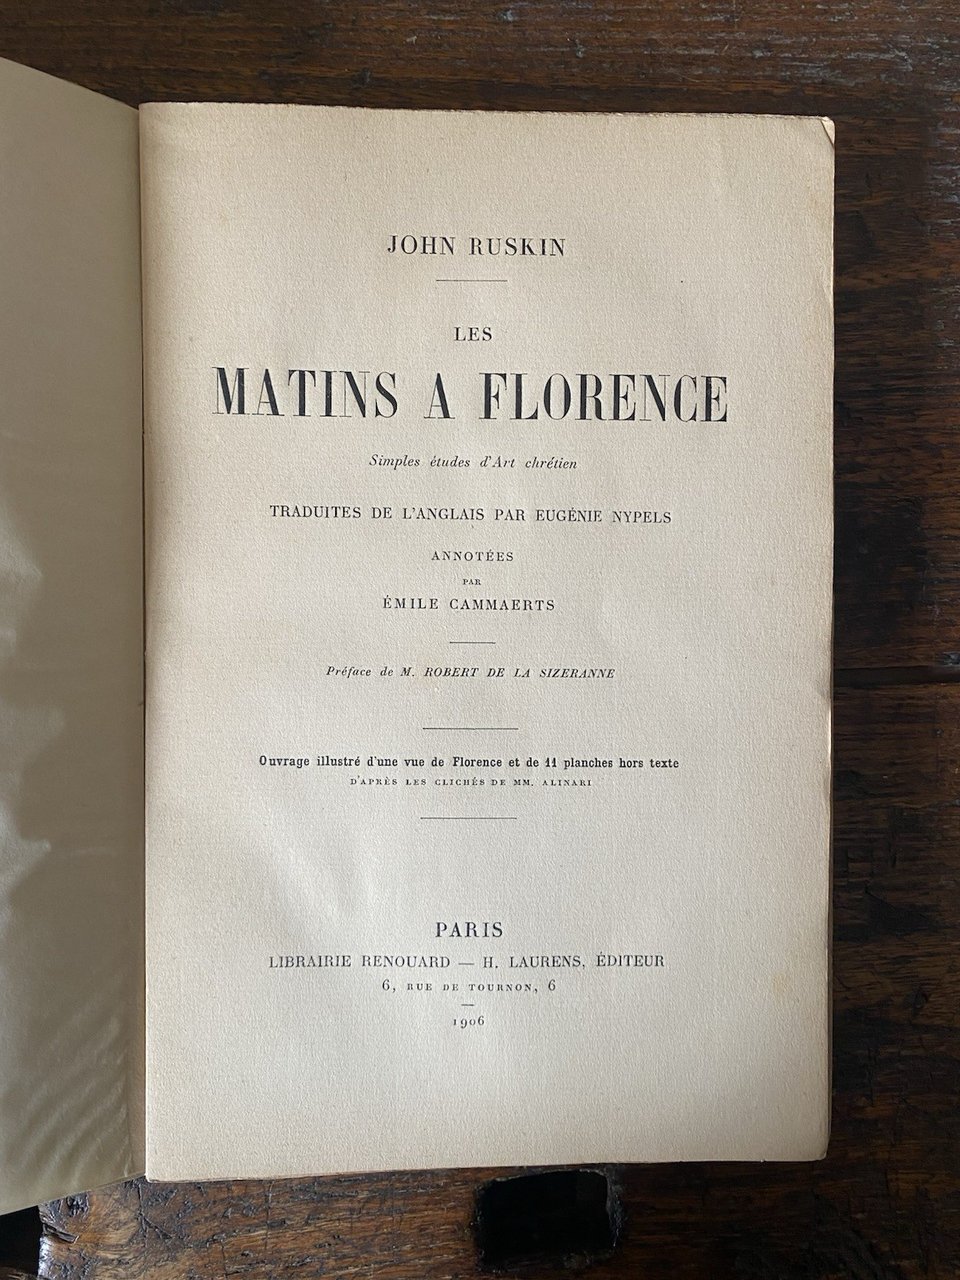 JOHN RUSKIN
LES
MATINS A FLORENCE
Simples études d'Art chrétien
TRADUITES DE L'ANGLAIS PAR EUGÉNIE NYPELS
ANNOTÉES
PAR
ÉMILE CAMMAERTS
Préface de M. ROBERT DE LA SIZERANNE
Ouvrage illustré d'une vue de Florence et de 11 planches hors texte
D'APRÈS LES CLICHÉS DE MM. ALINARI
PARIS
LIBRAIRIE RENOUARD — H. LAURENS, ÉDITEUR
6, RUE DE TOURNON, 6
1906